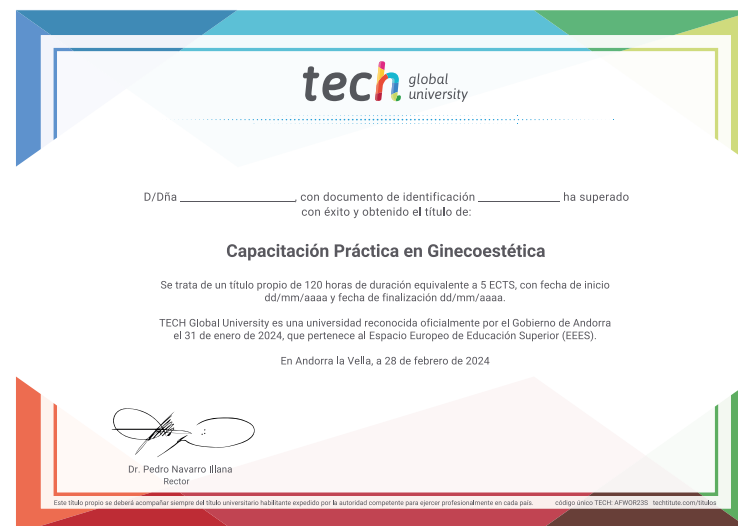 tech global university
D/Dña ______________, con documento de identificación __________ ha superado
con éxito y obtenido el título de:
Capacitación Práctica en Ginecoestética
Se trata de un título propio de 120 horas de duración equivalente a 5 ECTS, con fecha de inicio
dd/mm/aaaa y fecha de finalización dd/mm/aaaa.
TECH Global University es una universidad reconocida oficialmente por el Gobierno de Andorra
el 31 de enero de 2024, que pertenece al Espacio Europeo de Educación Superior (EEES).
En Andorra la Vella, a 28 de febrero de 2024
Dr. Pedro Navarro Illana
Rector
Este título propio se deberá acompañar siempre del título universitario habilitante expedido por la autoridad competente para ejercer profesionalmente en cada país. código único TECH: AFWOR23S techtitute.com/titulos